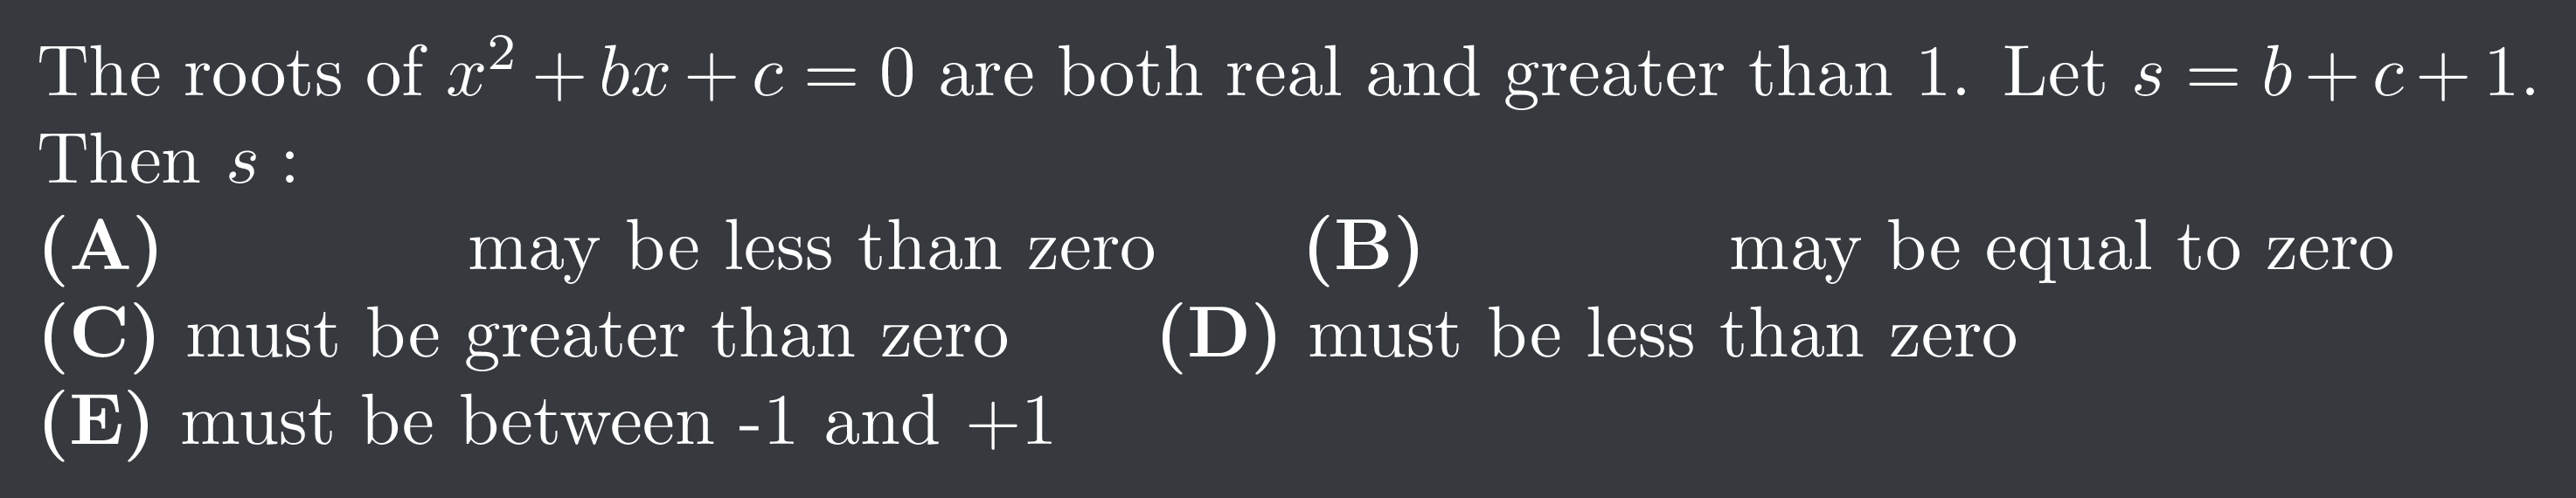 The roots of x² + bx + c = 0 are both real and greater than 1. Let s = b + c + 1.
Then s :
(A) may be less than zero (B) may be equal to zero
(C) must be greater than zero (D) must be less than zero
(E) must be between -1 and +1